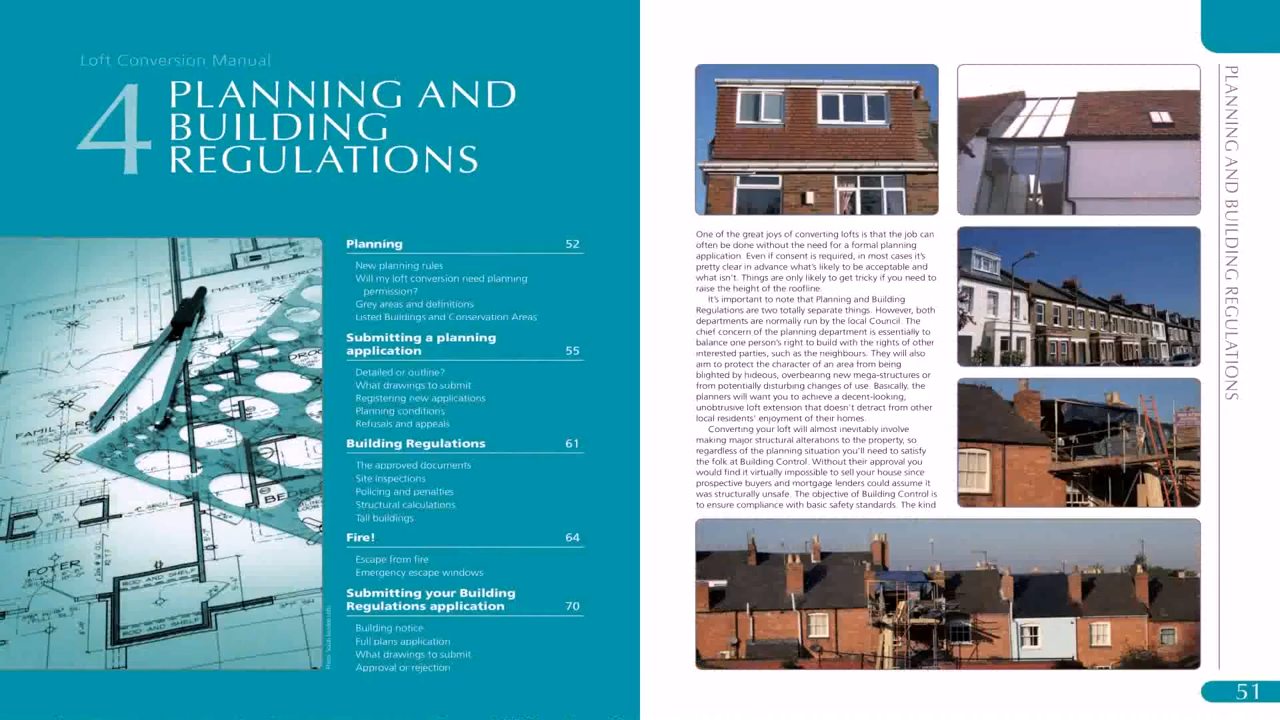 Loft Conversion Manual
4
PLANNING AND
BUILDING
REGULATIONS
Planning 52
New planning rules
Will my loft conversion need planning
permission?
Grey areas and definitions
Listed Buildings and Conservation Areas
Submitting a planning
application 55
Detailed or outline?
What drawings to submit
Registering new applications
Planning conditions
Refusals and appeals
Building Regulations 61
The approved documents
Site inspections
Policing and penalties
Structural calculations
Tall buildings
Fire! 64
Escape from fire
Emergency escape windows
Submitting your Building
Regulations application 70
Building notice
Full plans application
What drawings to submit
Approval or rejection
FOYER
ROD AND SHELF
ROD AND SHELF
One of the great joys of converting lofts is that the job can
often be done without the need for a formal planning
application. Even if consent is required, in most cases it's
pretty clear in advance what's likely to be acceptable and
what isn't. Things are only likely to get tricky if you need to
raise the height of the roofline.
It's important to note that Planning and Building
Regulations are two totally separate things. However, both
departments are normally run by the local Council. The
chief concern of the planning department is essentially to
balance one person's right to build with the rights of other
interested parties, such as the neighbours. They will also
aim to protect the character of an area from being
blighted by hideous, overbearing new mega-structures or
from potentially disturbing changes of use. Basically, the
planners will want you to achieve a decent-looking,
unobtrusive loft extension that doesn't detract from other
local residents' enjoyment of their homes.
Converting your loft will almost inevitably involve
making major structural alterations to the property, so
regardless of the planning situation you'll need to satisfy
the folk at Building Control. Without their approval you
would find it virtually impossible to sell your house since
prospective buyers and mortgage lenders could assume it
was structurally unsafe. The objective of Building Control is
to ensure compliance with basic safety standards. The kind
PLANNING AND BUILDING REGULATIONS
51